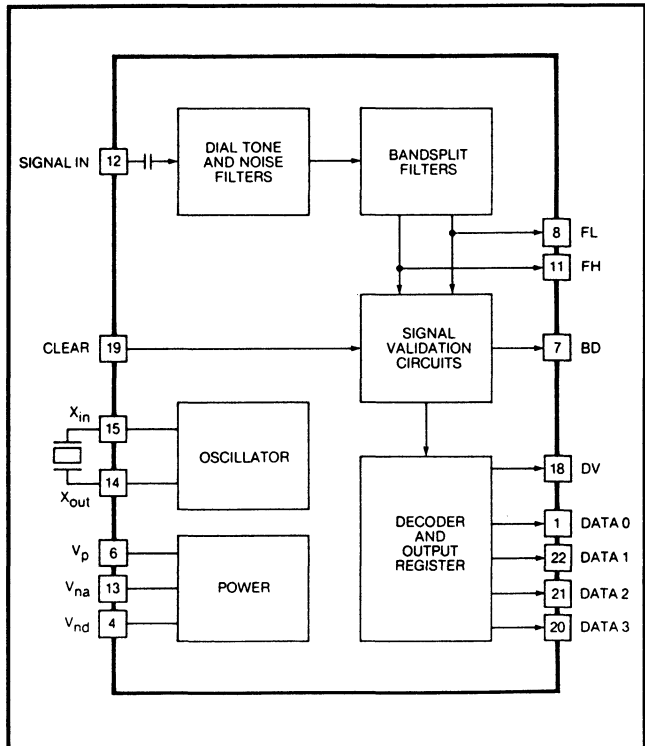 DIAL TONE
AND NOISE
FILTERS
BANDSPLIT
FILTERS
SIGNAL IN 12
8 FL
11 FH
CLEAR 19
SIGNAL
VALIDATION
CIRCUITS
7 BD
Xin
15
OSCILLATOR
14
Xout
18 DV
DECODER
AND
OUTPUT
REGISTER
1 DATA 0
22 DATA 1
21 DATA 2
20 DATA 3
Vp 6
Vna 13
Vnd 4
POWER